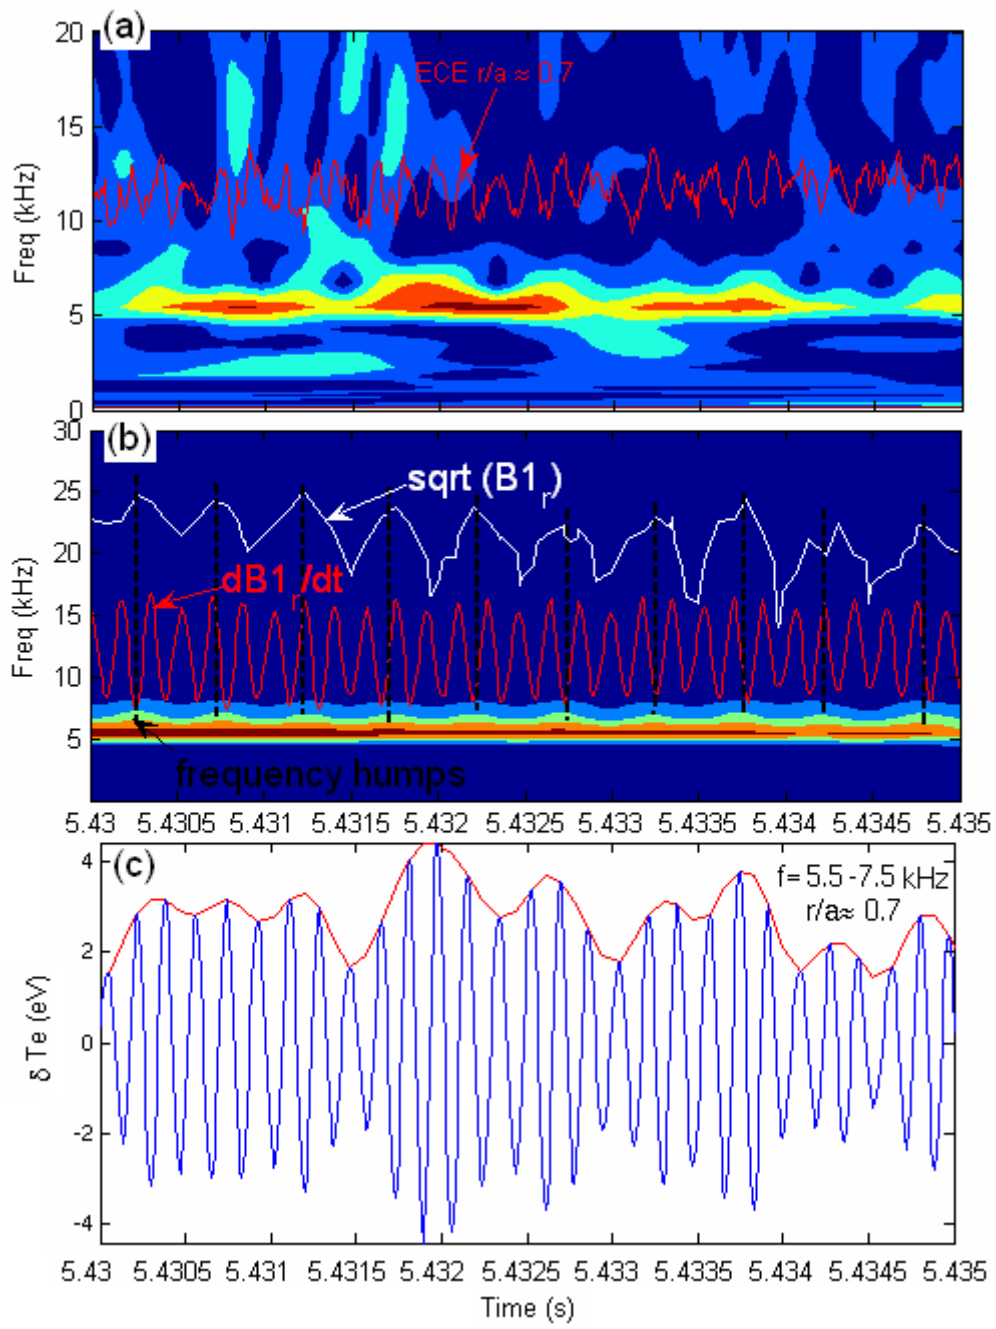 (a)
20
15
10
5
0
Freq (kHz)
ECE r/a ≈ 0.7
(b)
30
25
20
15
10
5
Freq (kHz)
sqrt (B1r)
dB1r/dt
frequency humps
5.43 5.4305 5.431 5.4315 5.432 5.4325 5.433 5.4335 5.434 5.4345 5.435
(c)
4
2
0
-2
-4
δ Te (eV)
f= 5.5 -7.5 kHz
r/a≈ 0.7
5.43 5.4305 5.431 5.4315 5.432 5.4325 5.433 5.4335 5.434 5.4345 5.435
Time (s)